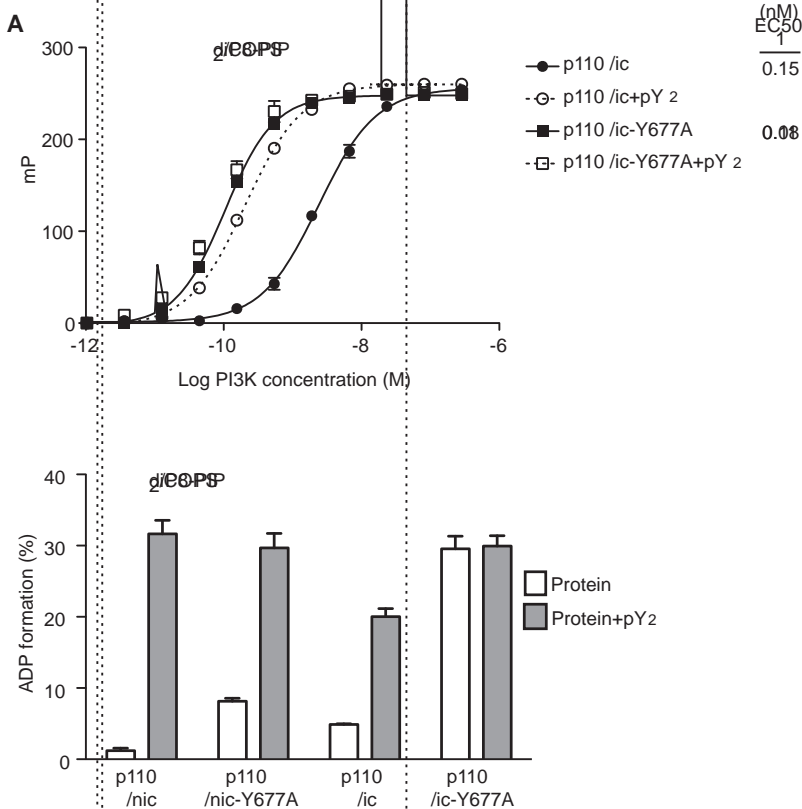 A
(nM)
EC50
1
300
200
100
0
mP
-12
-10
-8
-6
Log PI3K concentration (M)
p110 /ic
0.15
p110 /ic+pY 2
p110 /ic-Y677A
p110 /ic-Y677A+pY 2
40
30
20
10
0
ADP formation (%)
Protein
Protein+pY2
p110
/nic
p110
/nic-Y677A
p110
/ic
p110
/ic-Y677A